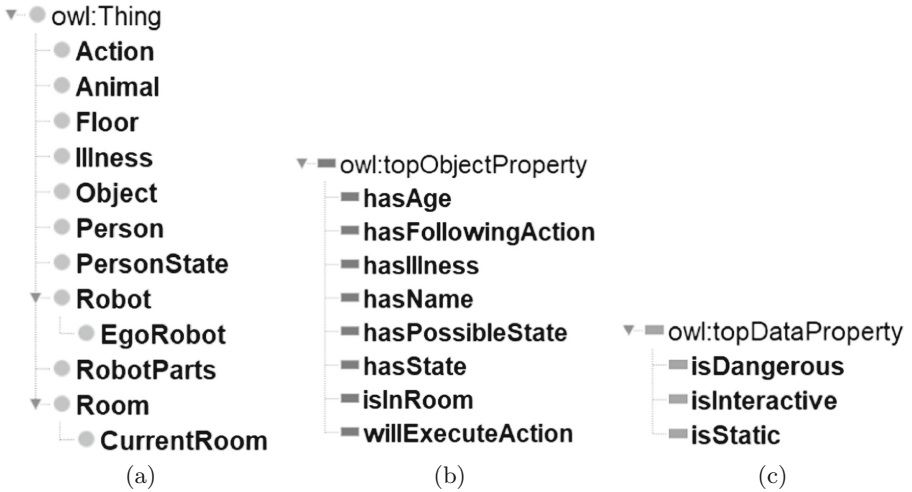 owl:Thing
Action
Animal
Floor
Illness
Object
Person
PersonState
Robot
EgoRobot
RobotParts
Room
CurrentRoom
(a)
owl:topObjectProperty
hasAge
hasFollowingAction
hasIllness
hasName
hasPossibleState
hasState
isInRoom
willExecuteAction
(b)
owl:topDataProperty
isDangerous
isInteractive
isStatic
(c)